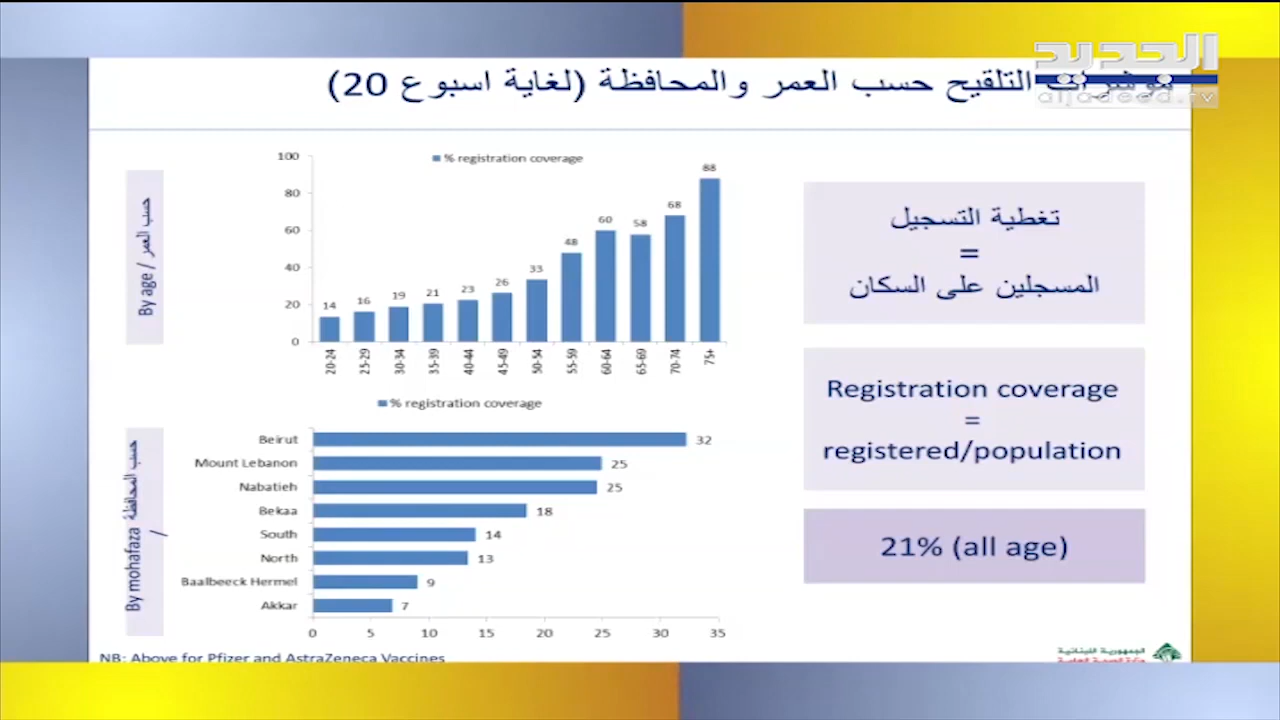 الجديد
aljadeed.tv
مؤشرات التلقيح حسب العمر والمحافظة (لغاية اسبوع 20)
By age / حسب العمر
% registration coverage
100
80
60
40
20
0
14
16
19
21
23
26
33
48
60
58
68
88
20-24
25-29
30-34
35-39
40-44
45-49
50-54
55-59
60-64
65-69
70-74
75+
By mohafaza / حسب المحافظة
% registration coverage
Beirut 32
Mount Lebanon 25
Nabatieh 25
Bekaa 18
South 14
North 13
Baalbeeck Hermel 9
Akkar 7
0 5 10 15 20 25 30 35
تغطية التسجيل
=
المسجلين على السكان
Registration coverage
=
registered/population
21% (all age)
NB: Above for Pfizer and AstraZeneca Vaccines
الجمهورية اللبنانية
وزارة الصحة العامة